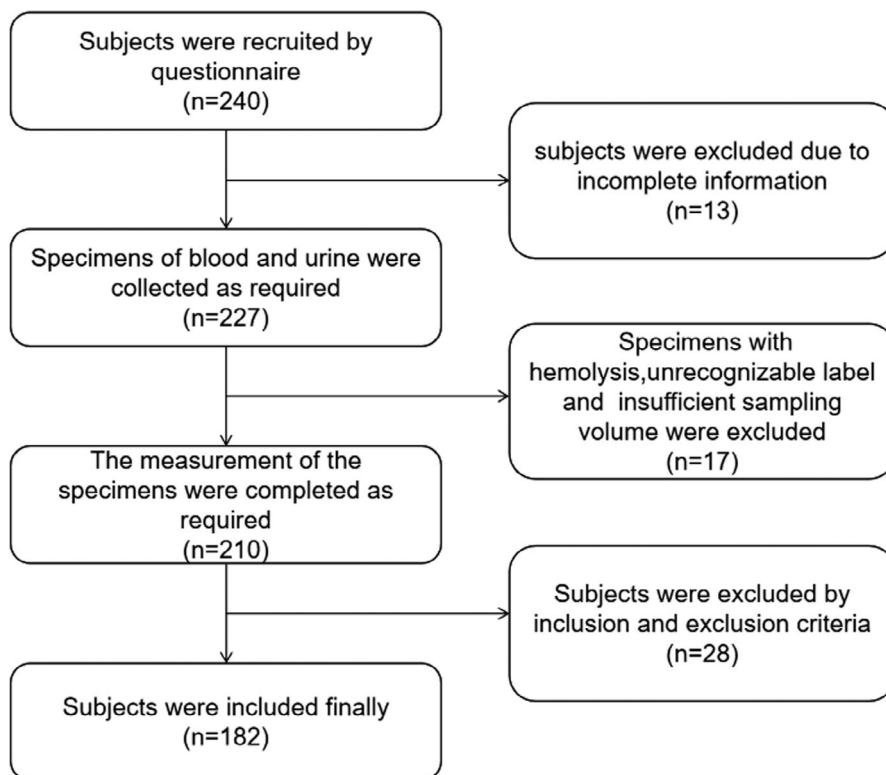 Subjects were recruited by
questionnaire
(n=240)
subjects were excluded due to
incomplete information
(n=13)
Specimens of blood and urine were
collected as required
(n=227)
Specimens with
hemolysis,unrecognizable label
and insufficient sampling
volume were excluded
(n=17)
The measurement of the
specimens were completed as
required
(n=210)
Subjects were excluded by
inclusion and exclusion criteria
(n=28)
Subjects were included finally
(n=182)